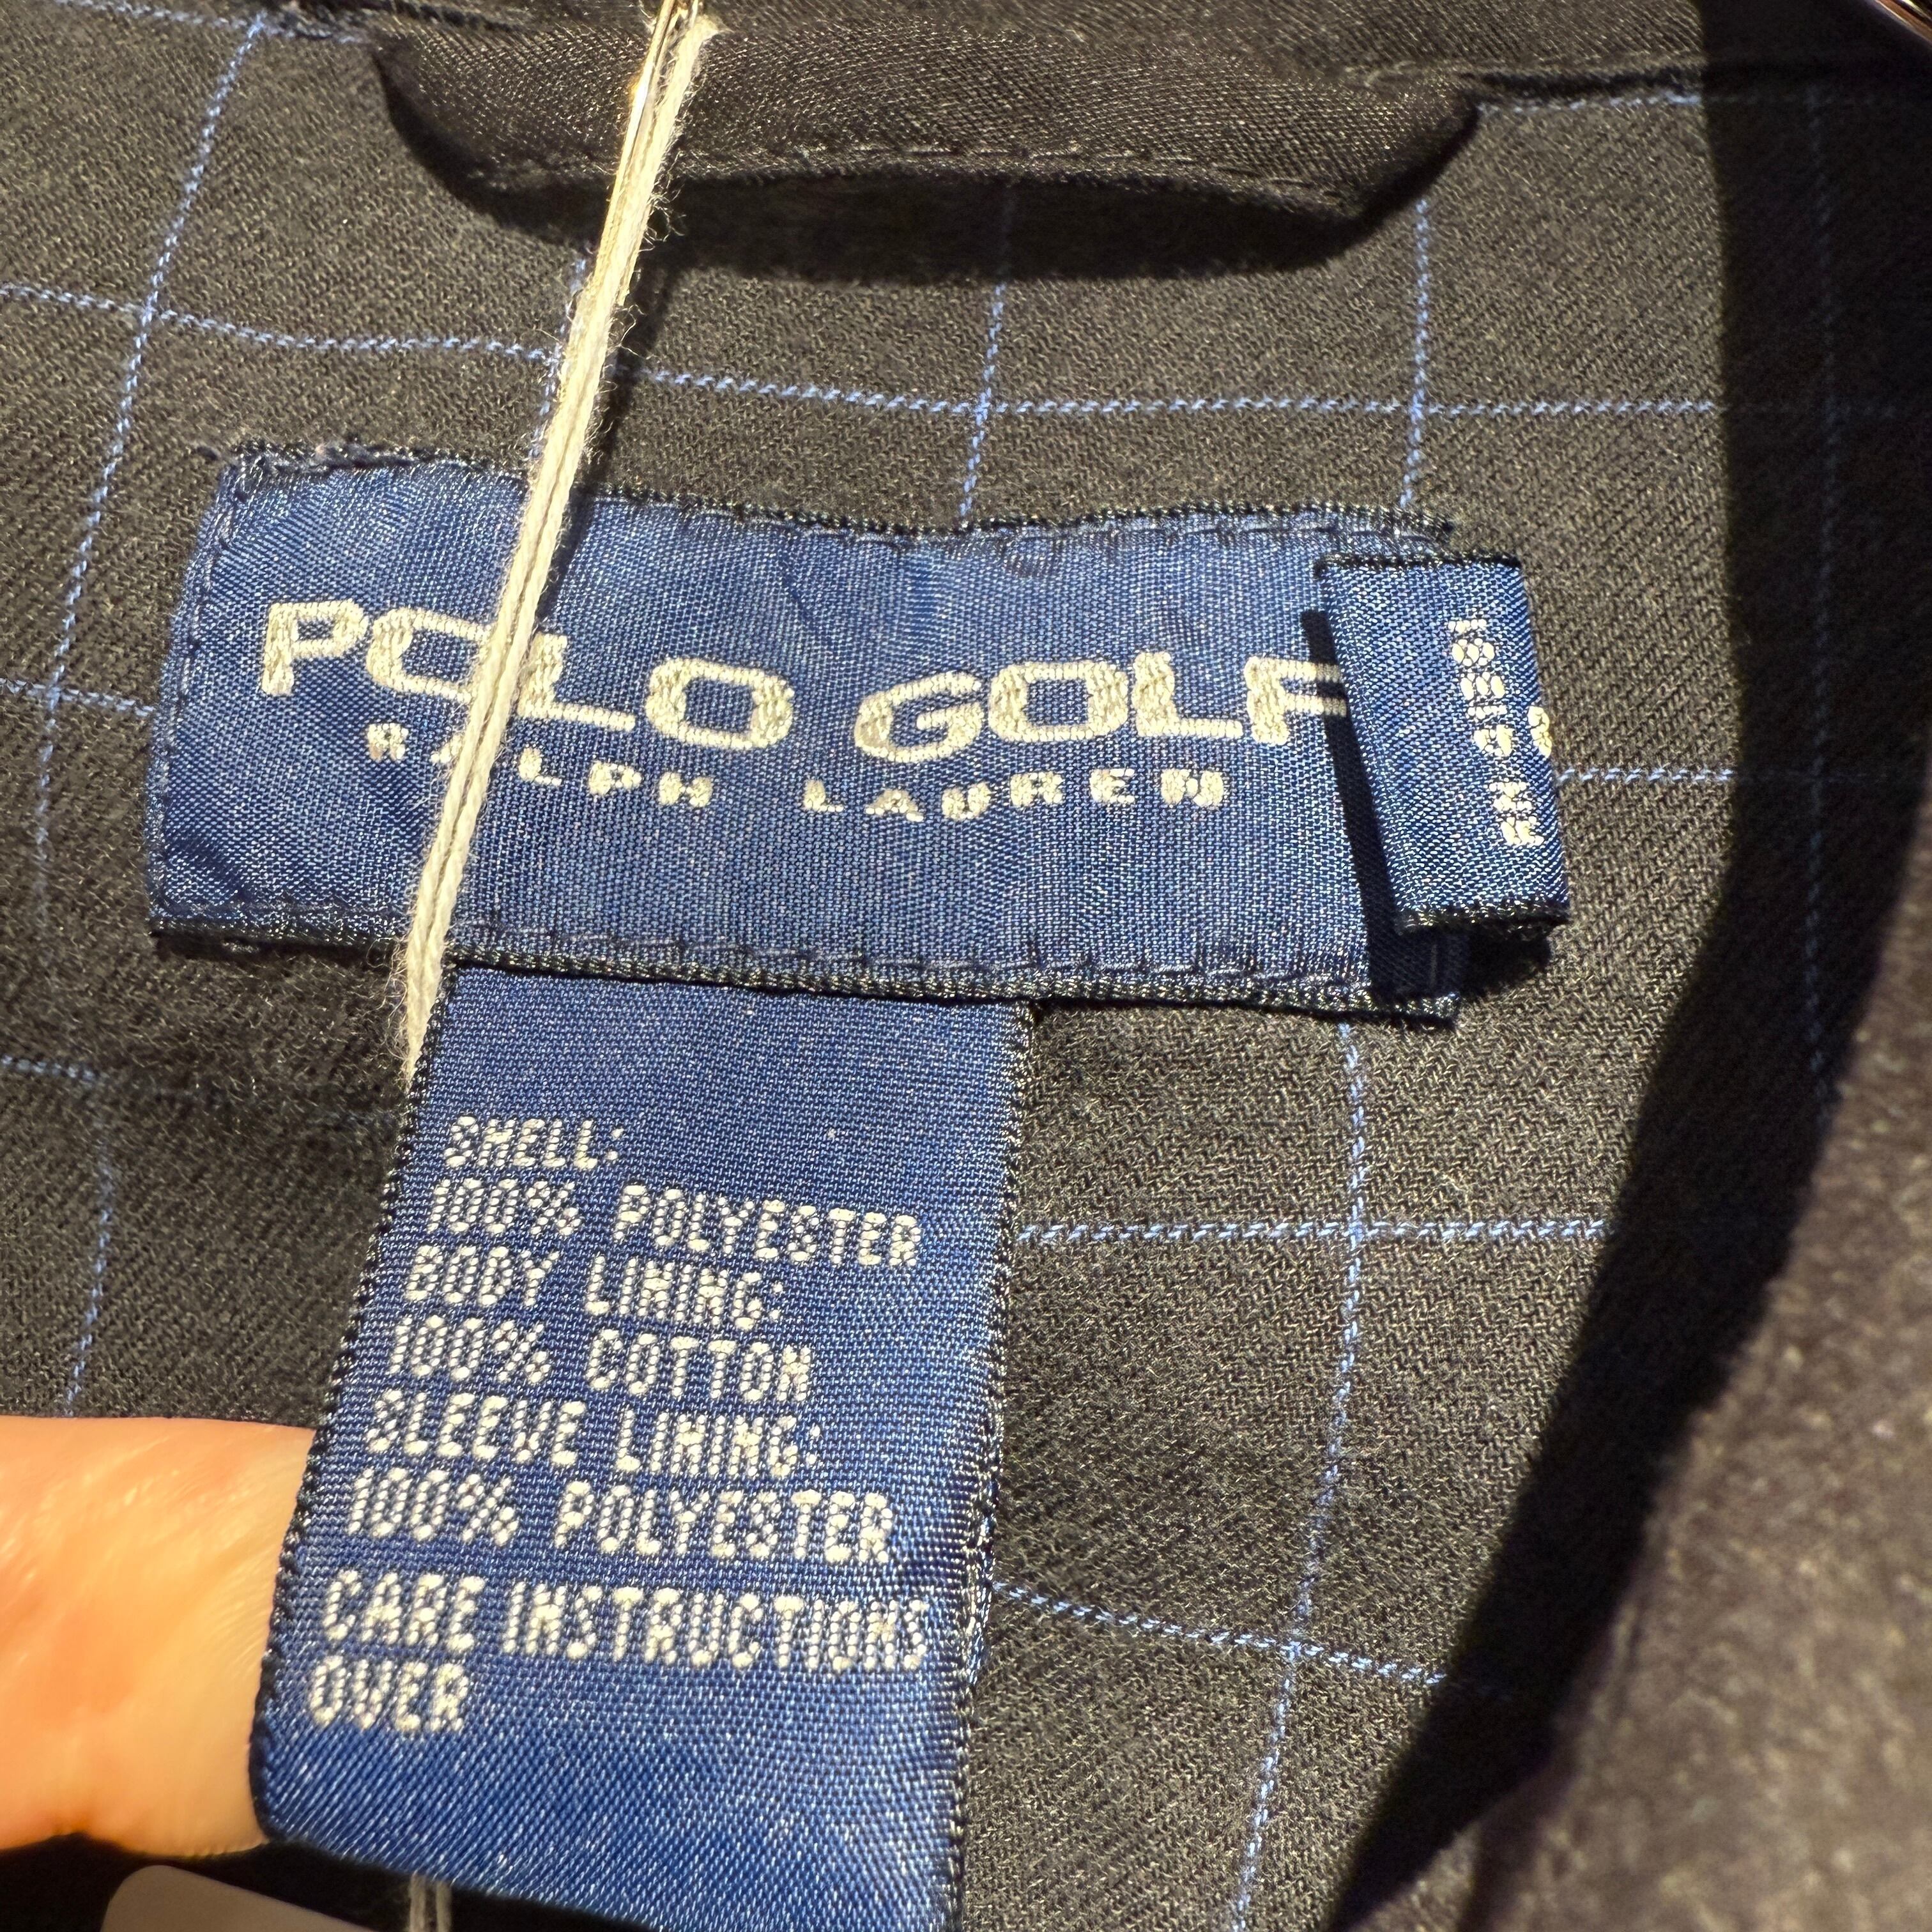 POLO GOLF
RALPH LAUREN
SHELL:
100% POLYESTER
BODY LINING:
100% COTTON
SLEEVE LINING:
100% POLYESTER
CARE INSTRUCTIONS
OVER